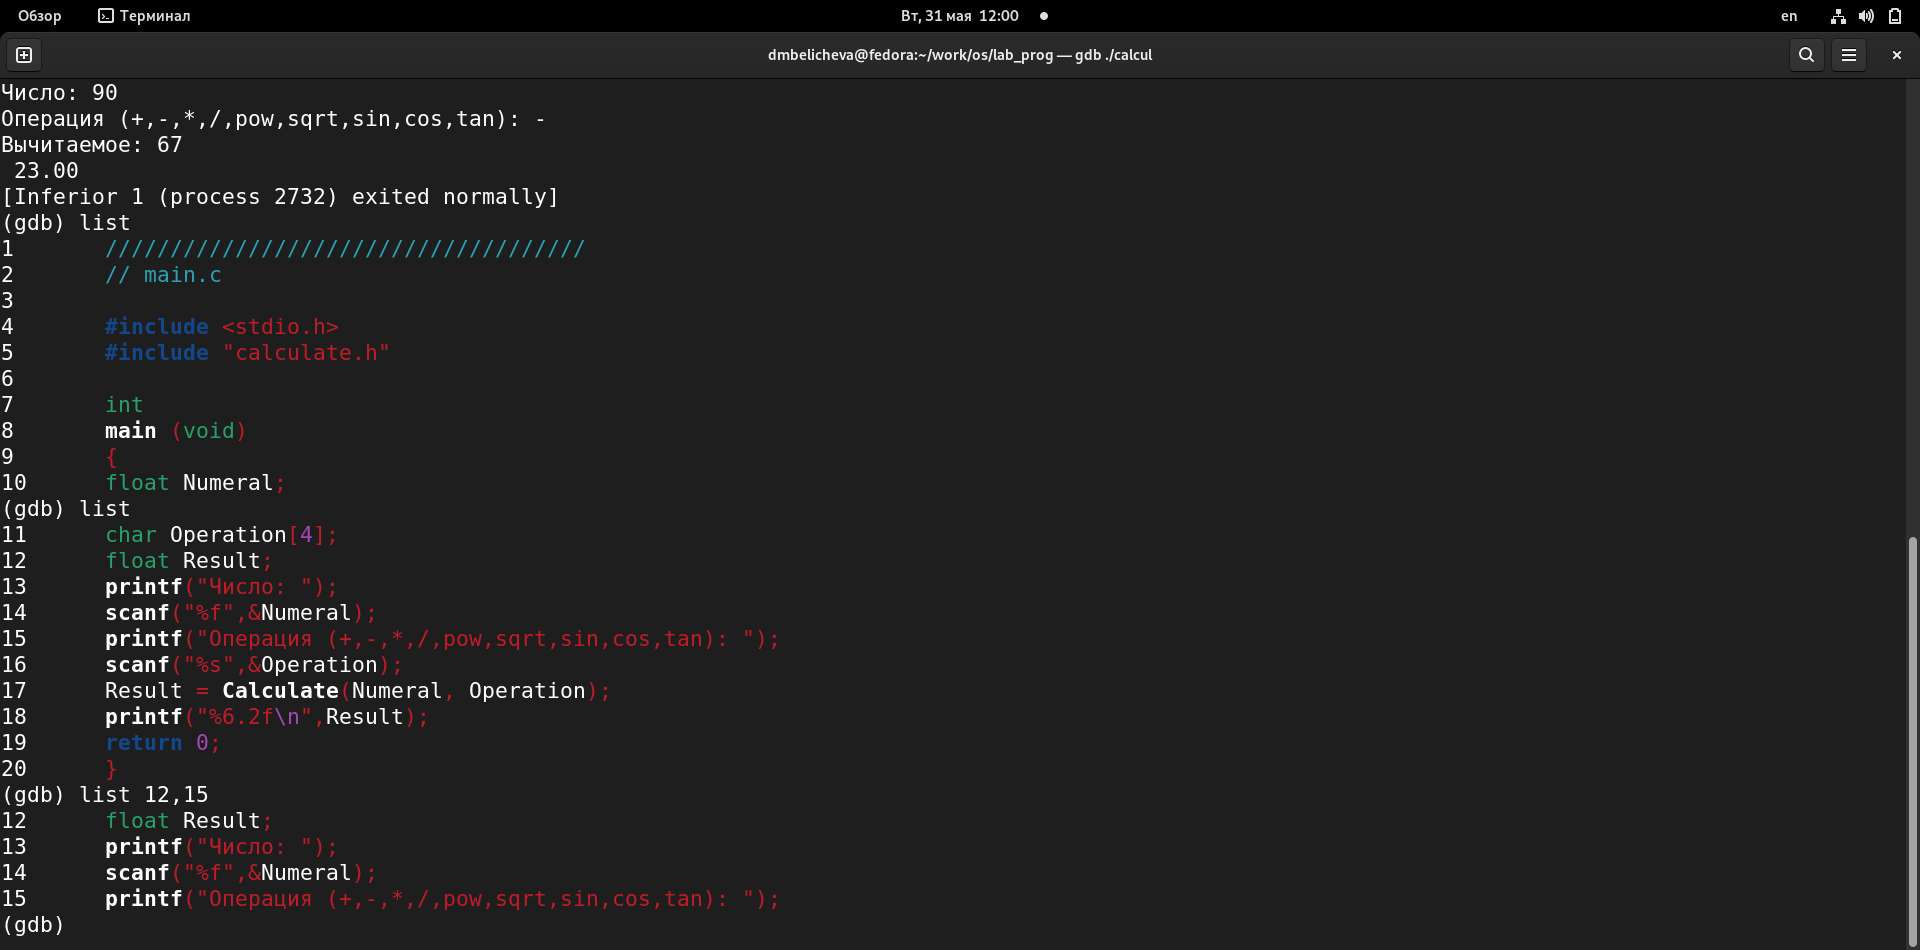 Обзор Терминал Вт, 31 мая 12:00 en
dmbelicheva@fedora:~/work/os/lab_prog — gdb ./calcul
Число: 90
Операция (+,-,*,/,pow,sqrt,sin,cos,tan): -
Вычитаемое: 67
 23.00
[Inferior 1 (process 2732) exited normally]
(gdb) list
1       /////////////////////////////////////
2       // main.c
3
4       #include <stdio.h>
5       #include "calculate.h"
6
7       int
8       main (void)
9       {
10      float Numeral;
(gdb) list
11      char Operation[4];
12      float Result;
13      printf("Число: ");
14      scanf("%f",&Numeral);
15      printf("Операция (+,-,*,/,pow,sqrt,sin,cos,tan): ");
16      scanf("%s",&Operation);
17      Result = Calculate(Numeral, Operation);
18      printf("%6.2f\n",Result);
19      return 0;
20      }
(gdb) list 12,15
12      float Result;
13      printf("Число: ");
14      scanf("%f",&Numeral);
15      printf("Операция (+,-,*,/,pow,sqrt,sin,cos,tan): ");
(gdb)